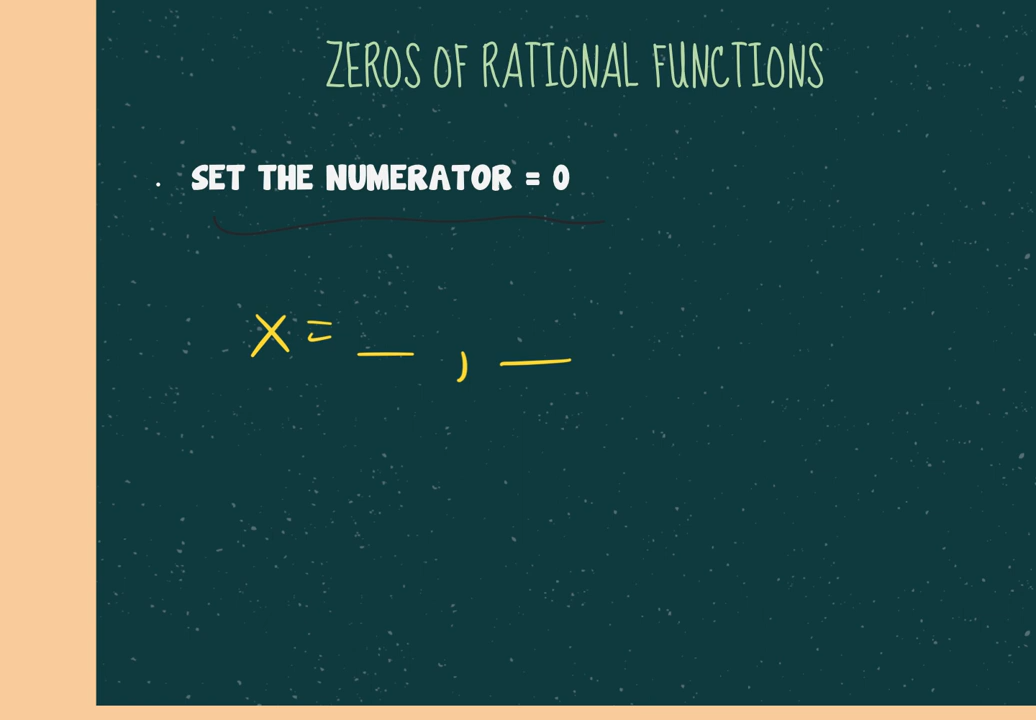 ZEROS OF RATIONAL FUNCTIONS
. SET THE NUMERATOR = 0
x = __ , __